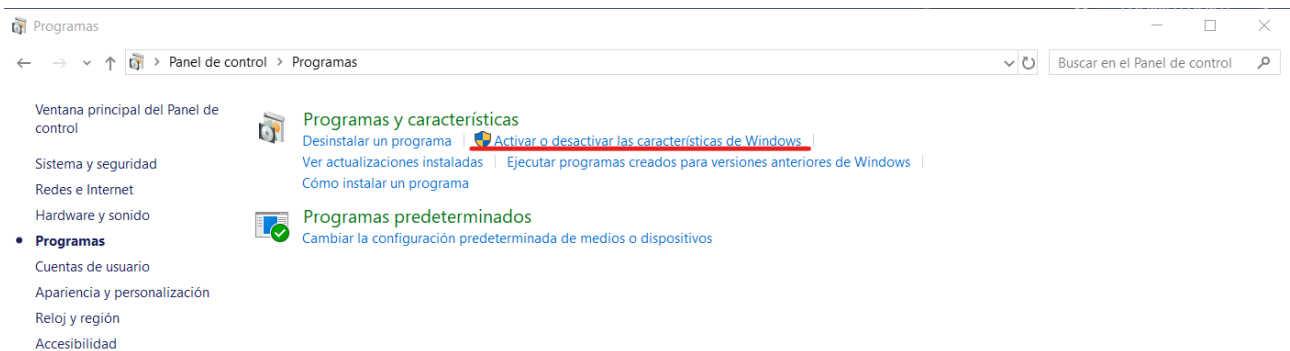 Programas
Panel de control > Programas
Buscar en el Panel de control
Ventana principal del Panel de
control
Sistema y seguridad
Redes e Internet
Hardware y sonido
Programas
Cuentas de usuario
Apariencia y personalización
Reloj y región
Accesibilidad
Programas y características
Desinstalar un programa
Activar o desactivar las características de Windows
Ver actualizaciones instaladas
Ejecutar programas creados para versiones anteriores de Windows
Cómo instalar un programa
Programas predeterminados
Cambiar la configuración predeterminada de medios o dispositivos